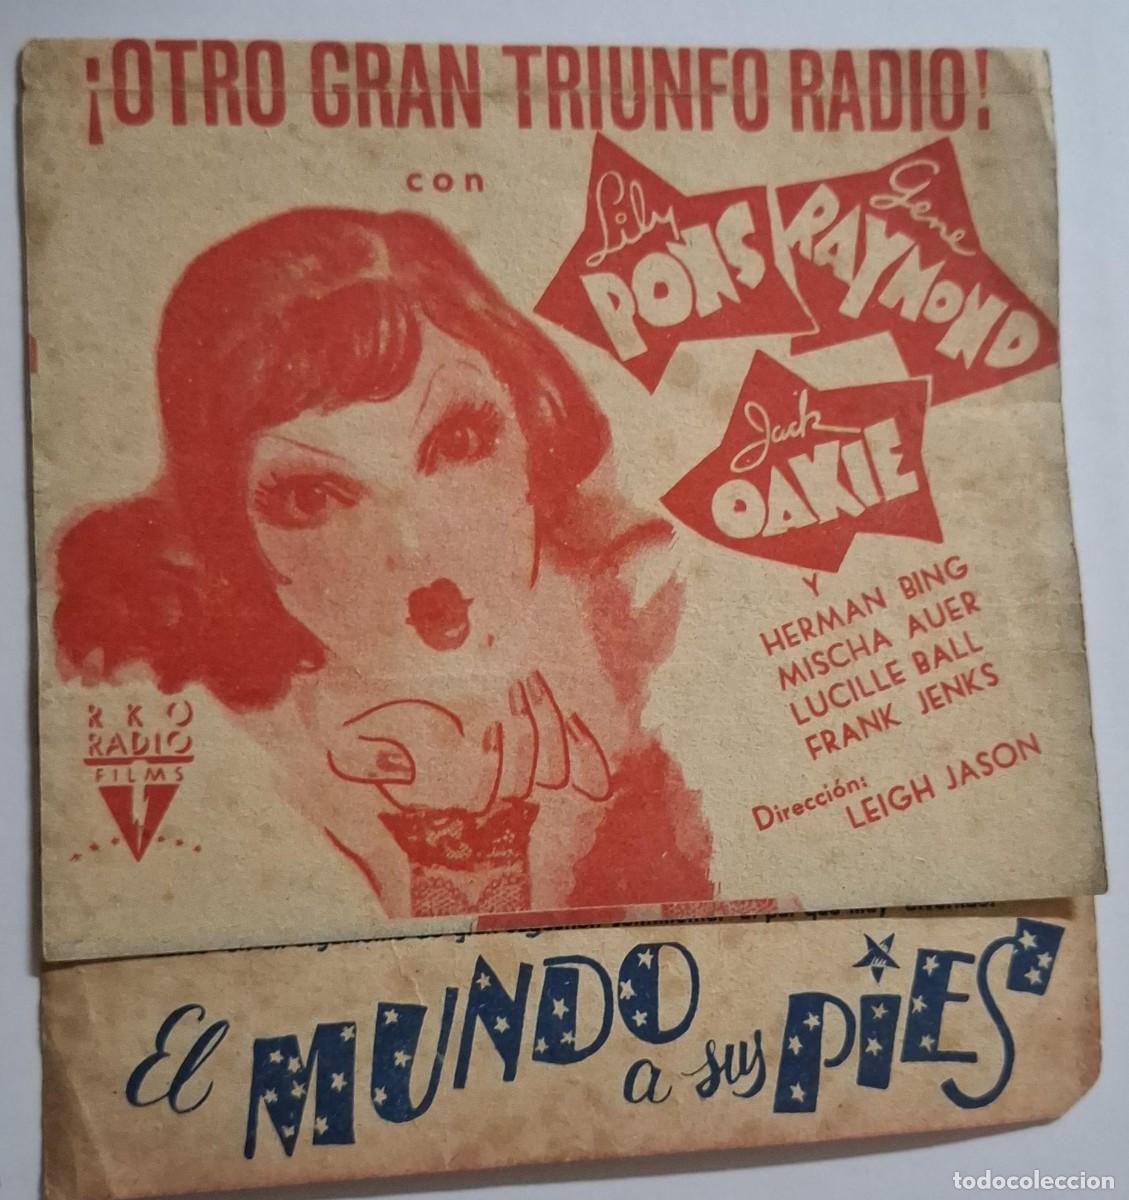 ¡OTRO GRAN TRIUNFO RADIO!
con
Lily
PONS
Gene
RAYMOND
Jack
OAKIE
Y
HERMAN BING
MISCHA AUER
LUCILLE BALL
FRANK JENKS
Dirección:
LEIGH JASON
RKO
RADIO
FILMS
El MUNDO a sus PiES
todocoleccion